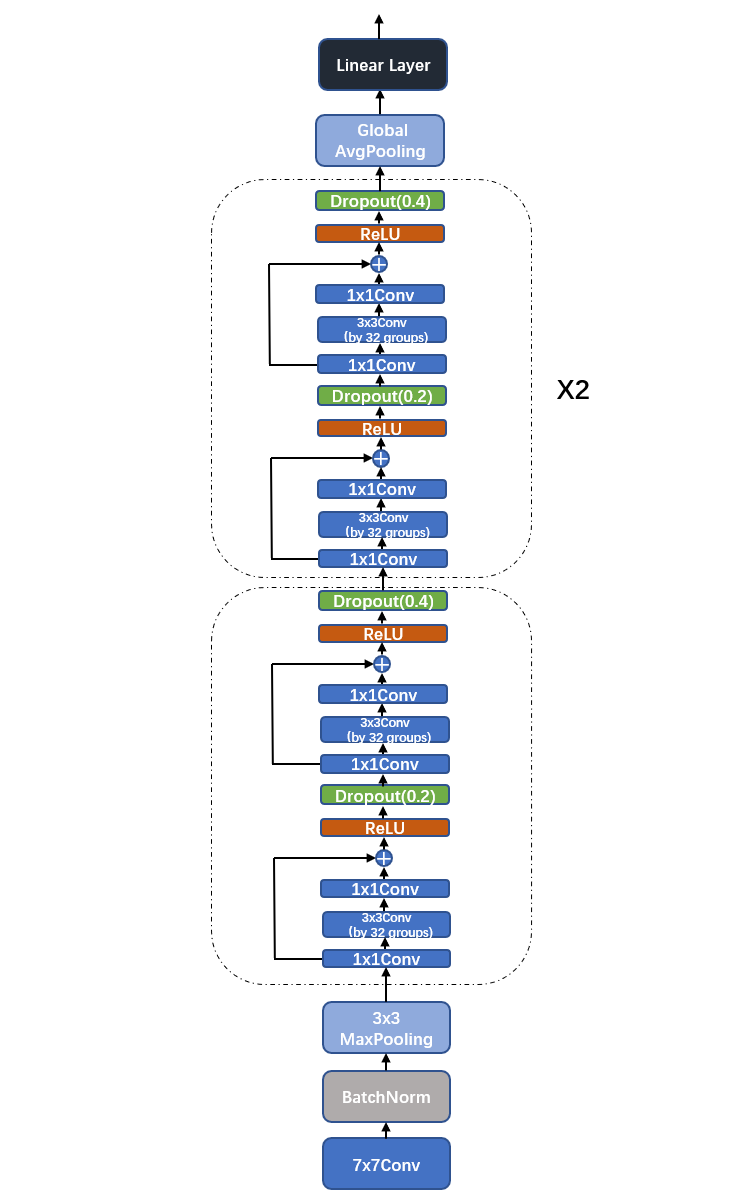 Linear Layer
Global
AvgPooling
Dropout(0.4)
ReLU
1x1Conv
3x3Conv
(by 32 groups)
1x1Conv
Dropout(0.2)
ReLU
1x1Conv
3x3Conv
(by 32 groups)
1x1Conv
X2
Dropout(0.4)
ReLU
1x1Conv
3x3Conv
(by 32 groups)
1x1Conv
Dropout(0.2)
ReLU
1x1Conv
3x3Conv
(by 32 groups)
1x1Conv
3x3
MaxPooling
BatchNorm
7x7Conv